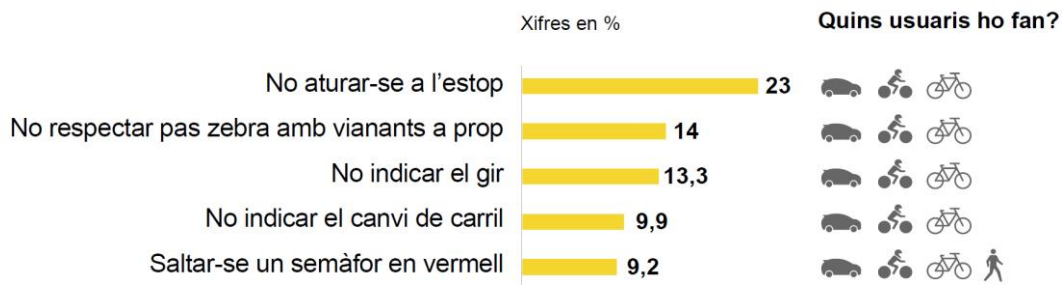 Xifres en %
Quins usuaris ho fan?
No aturar-se a l’estop
23
No respectar pas zebra amb vianants a prop
14
No indicar el gir
13,3
No indicar el canvi de carril
9,9
Saltar-se un semàfor en vermell
9,2